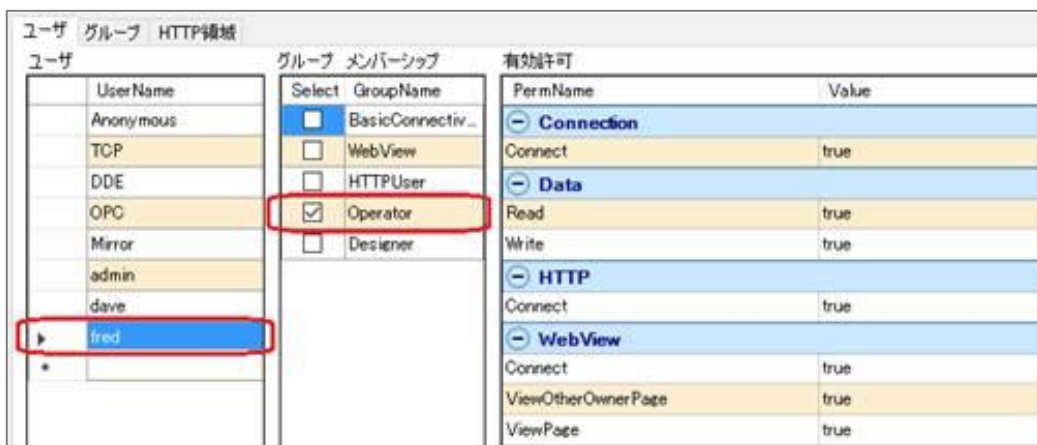 ユーザ グループ HTTP領域
ユーザ
UserName
Anonymous
TCP
DDE
OPC
Mirror
admin
dave
fred
グループ メンバーシップ
Select GroupName
BasicConnectiv...
WebView
HTTPUser
Operator
Designer
有効許可
PermName Value
Connection
Connect true
Data
Read true
Write true
HTTP
Connect true
WebView
Connect true
ViewOtherOwnerPage true
ViewPage true